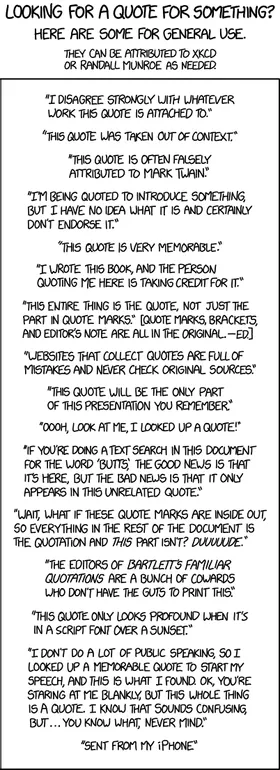 LOOKING FOR A QUOTE FOR SOMETHING?
HERE ARE SOME FOR GENERAL USE.
THEY CAN BE ATTRIBUTED TO XKCD
OR RANDALL MUNROE AS NEEDED.
"I DISAGREE STRONGLY WITH WHATEVER
WORK THIS QUOTE IS ATTACHED TO."
"THIS QUOTE WAS TAKEN OUT OF CONTEXT."
"THIS QUOTE IS OFTEN FALSELY
ATTRIBUTED TO MARK TWAIN."
"I'M BEING QUOTED TO INTRODUCE SOMETHING,
BUT I HAVE NO IDEA WHAT IT IS AND CERTAINLY
DON'T ENDORSE IT."
"THIS QUOTE IS VERY MEMORABLE."
"I WROTE THIS BOOK, AND THE PERSON
QUOTING ME HERE IS TAKING CREDIT FOR IT."
"THIS ENTIRE THING IS THE QUOTE, NOT JUST THE
PART IN QUOTE MARKS." [QUOTE MARKS, BRACKETS,
AND EDITOR'S NOTE ARE ALL IN THE ORIGINAL. —ED.]
"WEBSITES THAT COLLECT QUOTES ARE FULL OF
MISTAKES AND NEVER CHECK ORIGINAL SOURCES."
"THIS QUOTE WILL BE THE ONLY PART
OF THIS PRESENTATION YOU REMEMBER."
"OOOH, LOOK AT ME, I LOOKED UP A QUOTE!"
"IF YOU'RE DOING A TEXT SEARCH IN THIS DOCUMENT
FOR THE WORD 'BUTTS,' THE GOOD NEWS IS THAT
IT'S HERE, BUT THE BAD NEWS IS THAT IT ONLY
APPEARS IN THIS UNRELATED QUOTE."
"WAIT, WHAT IF THESE QUOTE MARKS ARE INSIDE OUT,
SO EVERYTHING IN THE REST OF THE DOCUMENT IS
THE QUOTATION AND THIS PART ISN'T? DUUUUUDE."
"THE EDITORS OF BARTLETT'S FAMILIAR
QUOTATIONS ARE A BUNCH OF COWARDS
WHO DON'T HAVE THE GUTS TO PRINT THIS."
"THIS QUOTE ONLY LOOKS PROFOUND WHEN IT'S
IN A SCRIPT FONT OVER A SUNSET."
"I DON'T DO A LOT OF PUBLIC SPEAKING, SO I
LOOKED UP A MEMORABLE QUOTE TO START MY
SPEECH, AND THIS IS WHAT I FOUND. OK, YOU'RE
STARING AT ME BLANKLY, BUT THIS WHOLE THING
IS A QUOTE. I KNOW THAT SOUNDS CONFUSING,
BUT... YOU KNOW WHAT, NEVER MIND."
"SENT FROM MY iPHONE"